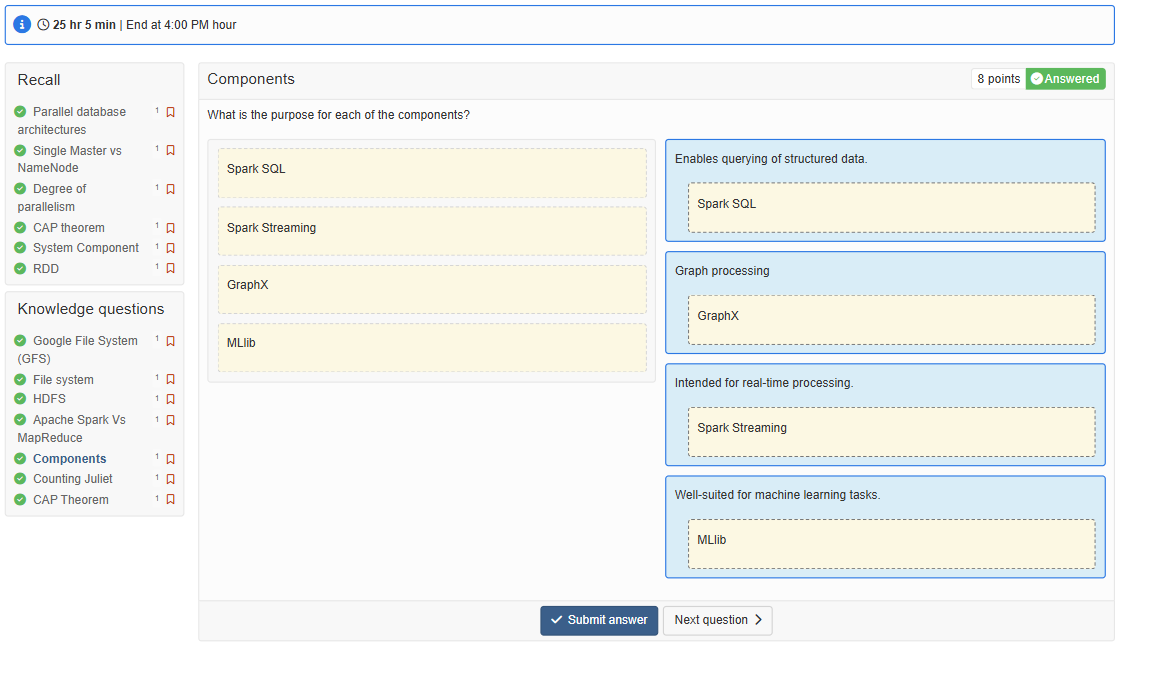 25 hr 5 min | End at 4:00 PM hour
Recall
Parallel database 1
architectures
Single Master vs 1
NameNode
Degree of 1
parallelism
CAP theorem 1
System Component 1
RDD 1
Knowledge questions
Google File System 1
(GFS)
File system 1
HDFS 1
Apache Spark Vs 1
MapReduce
Components 1
Counting Juliet 1
CAP Theorem 1
Components
8 points Answered
What is the purpose for each of the components?
Spark SQL
Spark Streaming
GraphX
MLlib
Enables querying of structured data.
Spark SQL
Graph processing
GraphX
Intended for real-time processing.
Spark Streaming
Well-suited for machine learning tasks.
MLlib
Submit answer
Next question